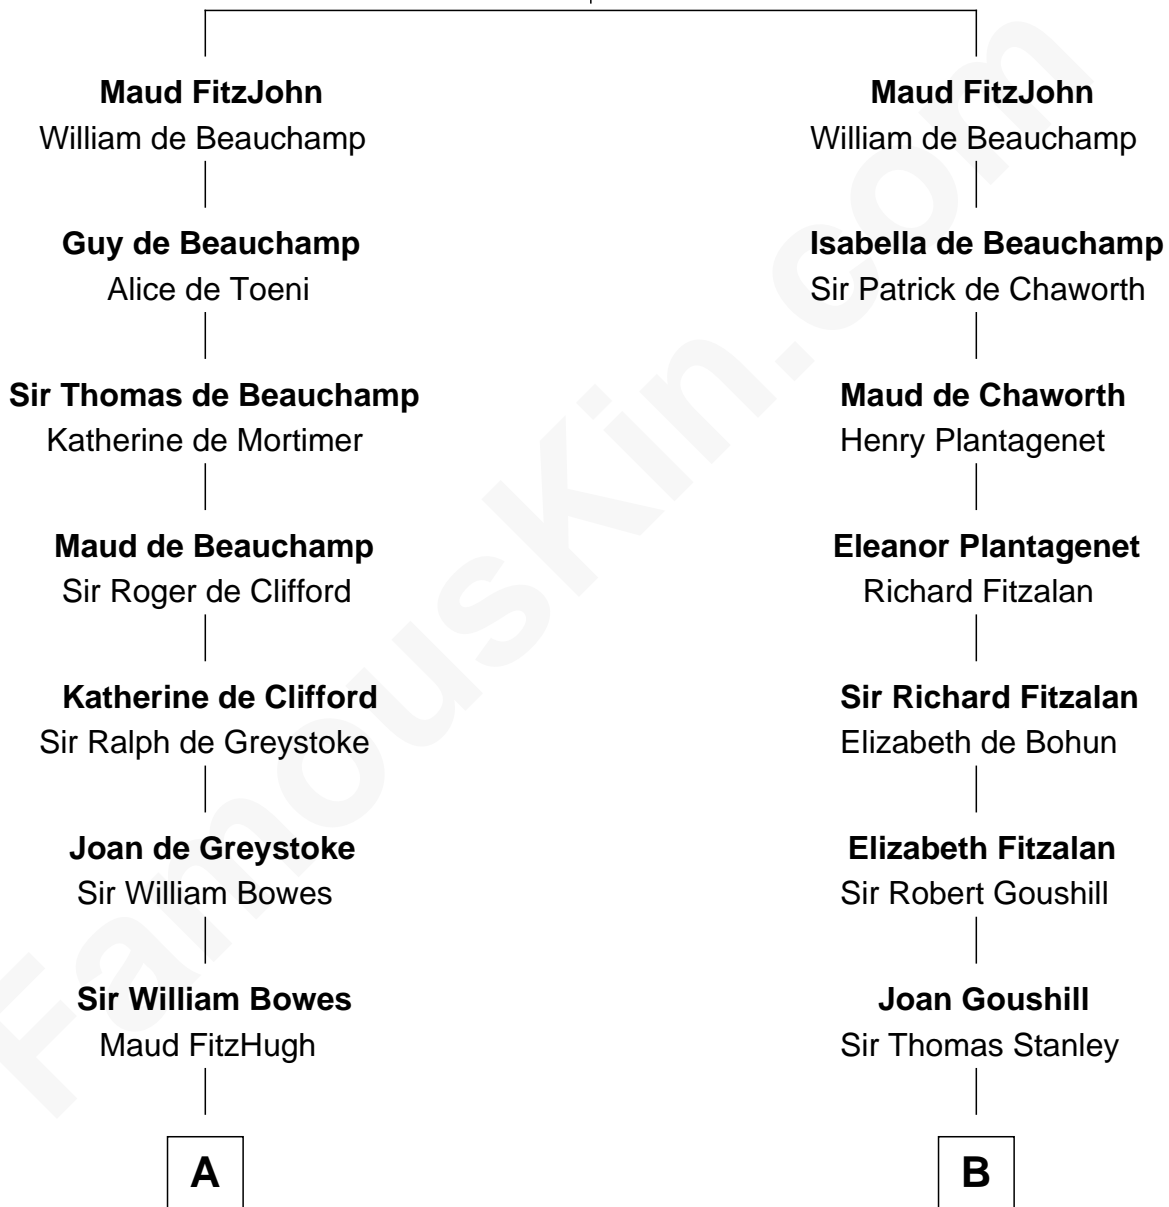 Maud FitzJohn
William de Beauchamp
Maud FitzJohn
William de Beauchamp
Guy de Beauchamp
Alice de Toeni
Isabella de Beauchamp
Sir Patrick de Chaworth
Sir Thomas de Beauchamp
Katherine de Mortimer
Maud de Chaworth
Henry Plantagenet
Maud de Beauchamp
Sir Roger de Clifford
Eleanor Plantagenet
Richard Fitzalan
Katherine de Clifford
Sir Ralph de Greystoke
Sir Richard Fitzalan
Elizabeth de Bohun
Joan de Greystoke
Sir William Bowes
Elizabeth Fitzalan
Sir Robert Goushill
Sir William Bowes
Maud FitzHugh
Joan Goushill
Sir Thomas Stanley
A
B
FamousKin.com